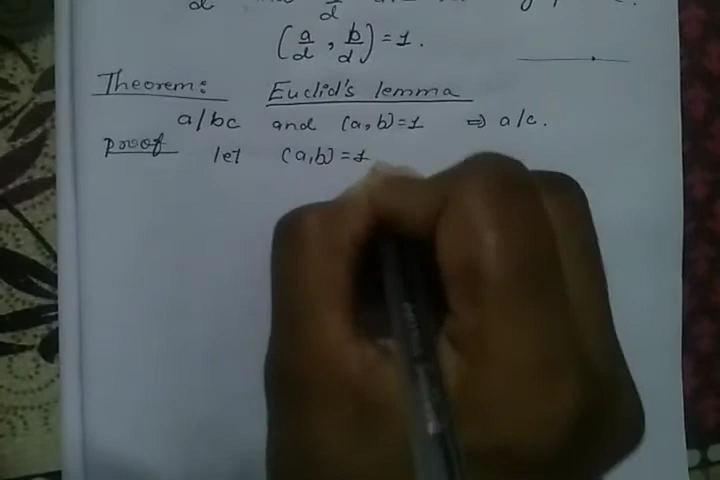 (a/d, b/d) = 1.
Theorem: Euclid's lemma
a/bc and (a, b) = 1 ⇒ a/c.
Proof let (a, b) = 1